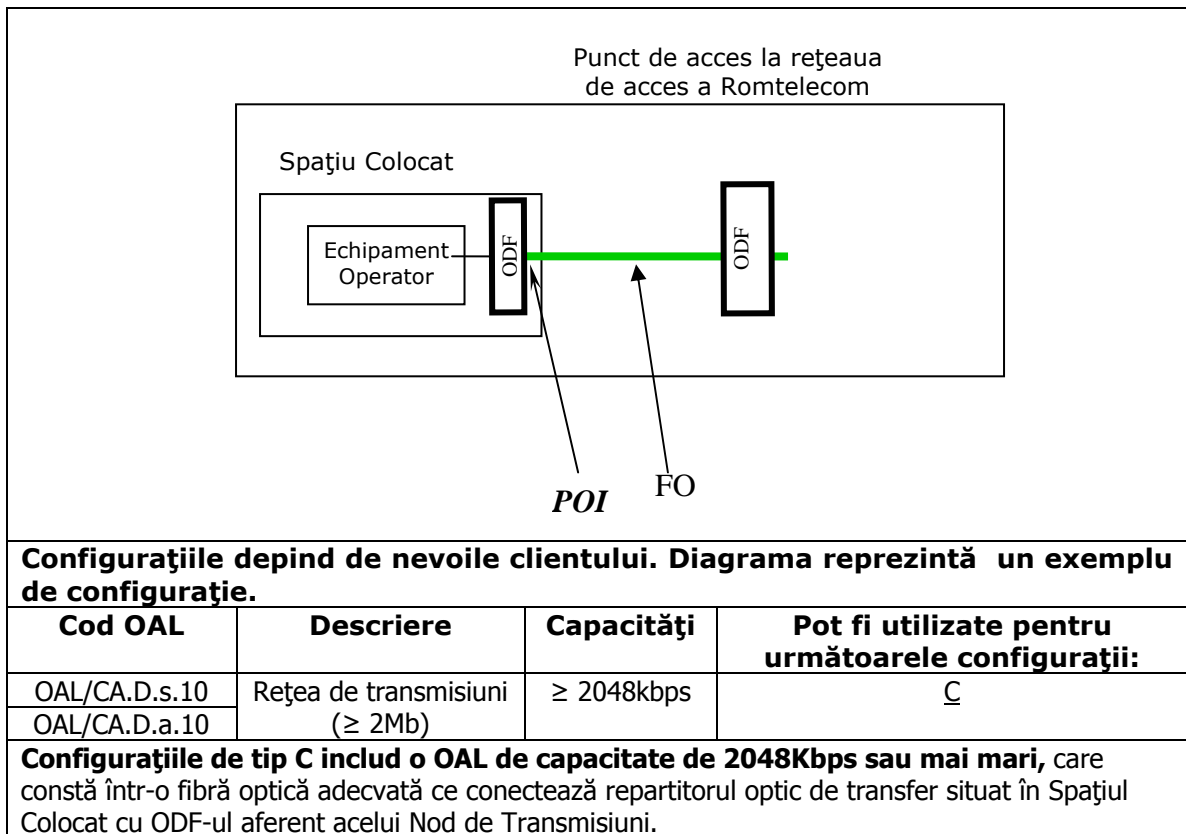 Punct de acces la reţeaua
de acces a Romtelecom
Spaţiu Colocat
Echipament
Operator
ODF
ODF
POI
FO
Configuraţiile depind de nevoile clientului. Diagrama reprezintă un exemplu
de configuraţie.
Cod OAL Descriere Capacităţi Pot fi utilizate pentru
următoarele configuraţii:
OAL/CA.D.s.10 Reţea de transmisiuni ≥ 2048kbps C
OAL/CA.D.a.10 (≥ 2Mb)
Configuraţiile de tip C includ o OAL de capacitate de 2048Kbps sau mai mari, care
constă într-o fibră optică adecvată ce conectează repartitorul optic de transfer situat în Spaţiul
Colocat cu ODF-ul aferent acelui Nod de Transmisiuni.